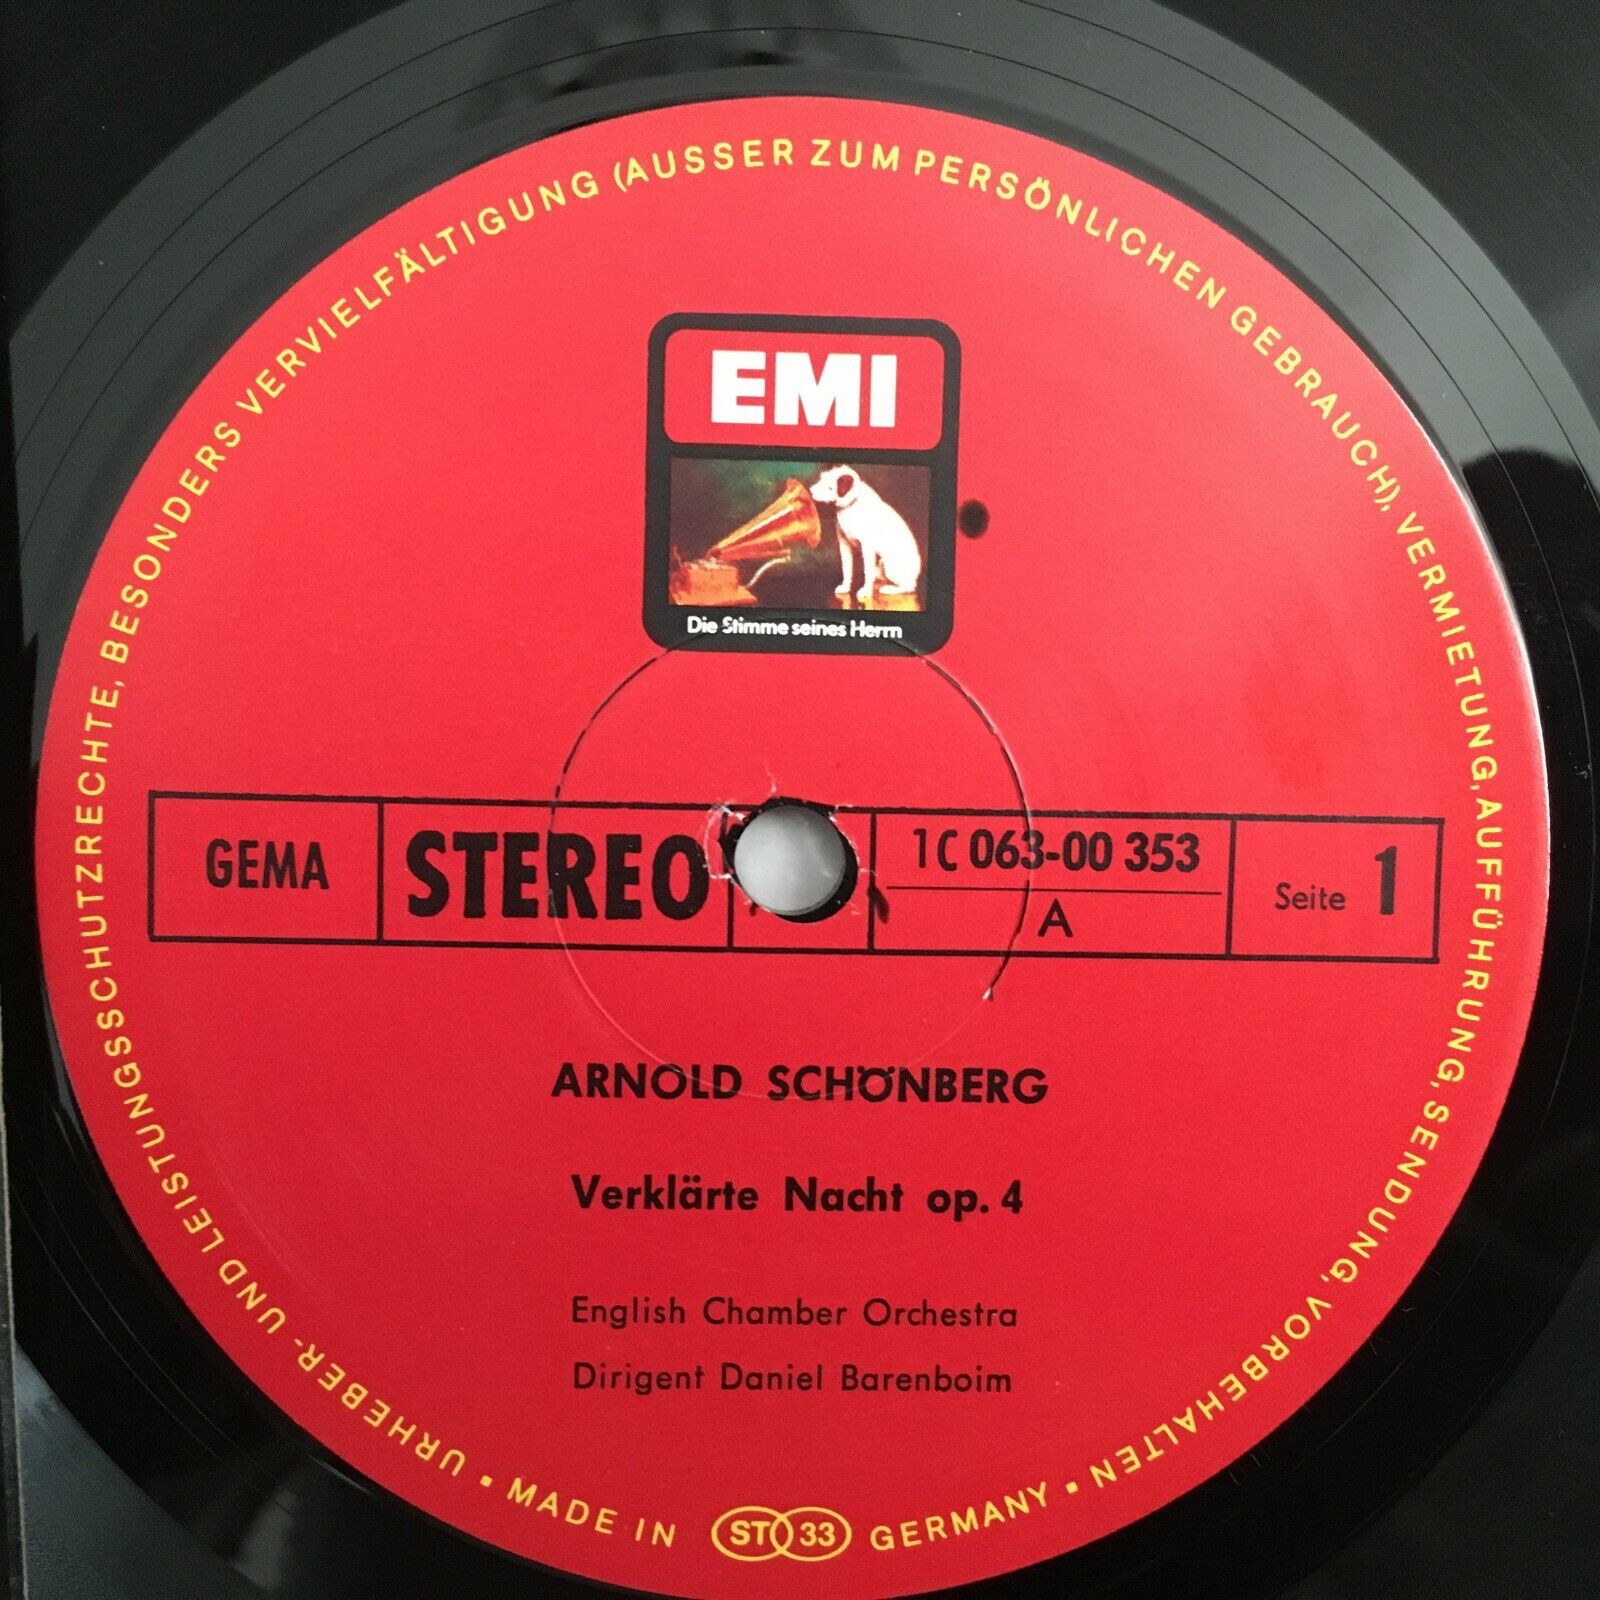 URHEBER- UND LEISTUNGSSCHUTZRECHTE, BESONDERS VERVIELFÄLTIGUNG (AUSSER ZUM PERSÖNLICHEN GEBRAUCH), VERMIETUNG, AUFFÜHRUNG, SENDUNG, VORBEHALTEN
EMI
Die Stimme seines Herrn
GEMA
STEREO
1C 063-00 353
A
Seite 1
ARNOLD SCHÖNBERG
Verklärte Nacht op. 4
English Chamber Orchestra
Dirigent Daniel Barenboim
▪ MADE IN ST 33 GERMANY ▪